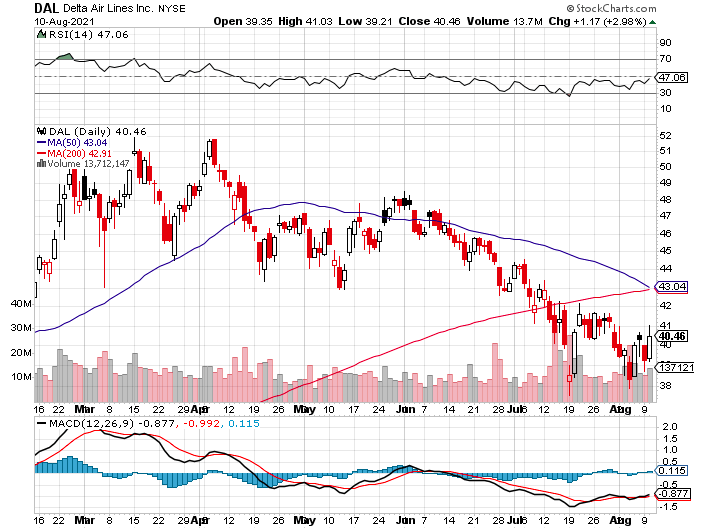 DAL Delta Air Lines Inc. NYSE
© StockCharts.com
10-Aug-2021
Open 39.35 High 41.03 Low 39.21 Close 40.46 Volume 13.7M Chg +1.17 (+2.98%)
RSI(14) 47.06
90
70
50
47.06
30
10
DAL (Daily) 40.46
MA(50) 43.04
MA(200) 42.91
Volume 13,712,147
52
51
50
49
48
47
46
45
44
43.04
42
41
40.46
40
39
38
137121
40M
30M
20M
10M
16 22 Mar 8 15 22 29 Apr 12 19 26 May 10 17 24 Jun 7 14 21 28 Jul 6 12 19 26 Aug 9
MACD(12,26,9) -0.877, -0.992, 0.115
2.0
1.5
1.0
0.5
0.115
-0.5
-0.877
-1.5
16 22 Mar 8 15 22 29 Apr 12 19 26 May 10 17 24 Jun 7 14 21 28 Jul 6 12 19 26 Aug 9